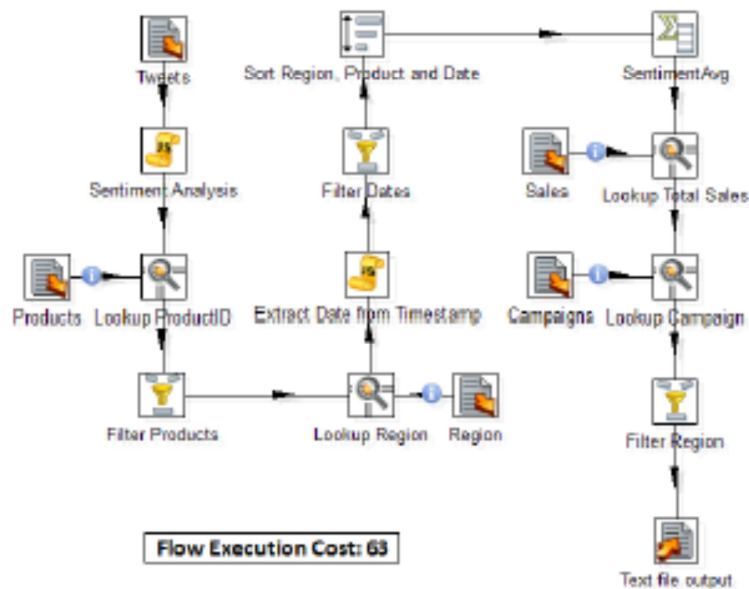 Tweets
Sentiment Analysis
Products
Lookup ProductID
Filter Products
Lookup Region
Region
Extract Date from Timestamp
Filter Dates
Sort Region, Product and Date
SentimentAvg
Sales
Lookup Total Sales
Campaigns
Lookup Campaign
Filter Region
Text file output
Flow Execution Cost: 63